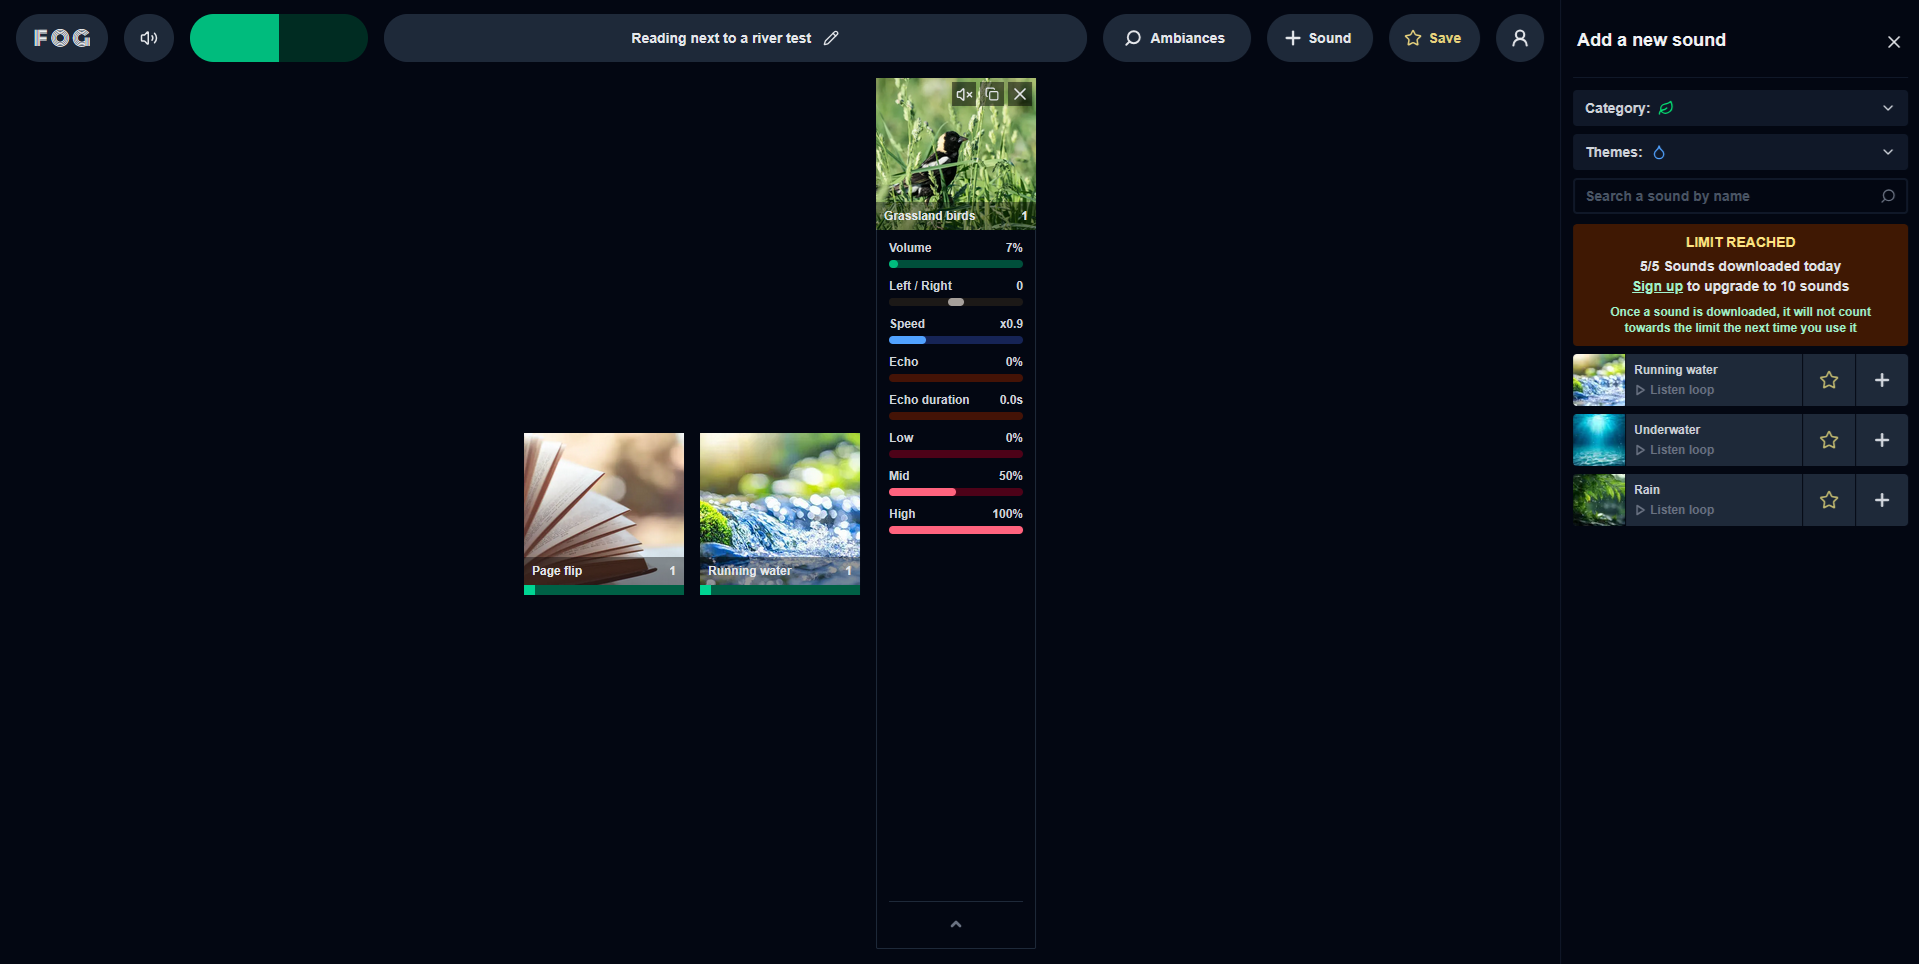 FOG
Reading next to a river test
Ambiances
Sound
Save
Add a new sound
Category:
Themes:
Search a sound by name
LIMIT REACHED
5/5 Sounds downloaded today
Sign up to upgrade to 10 sounds
Once a sound is downloaded, it will not count
towards the limit the next time you use it
Running water
Listen loop
Underwater
Listen loop
Rain
Listen loop
Grassland birds 1
Volume 7%
Left / Right 0
Speed x0.9
Echo 0%
Echo duration 0.0s
Low 0%
Mid 50%
High 100%
Page flip 1
Running water 1